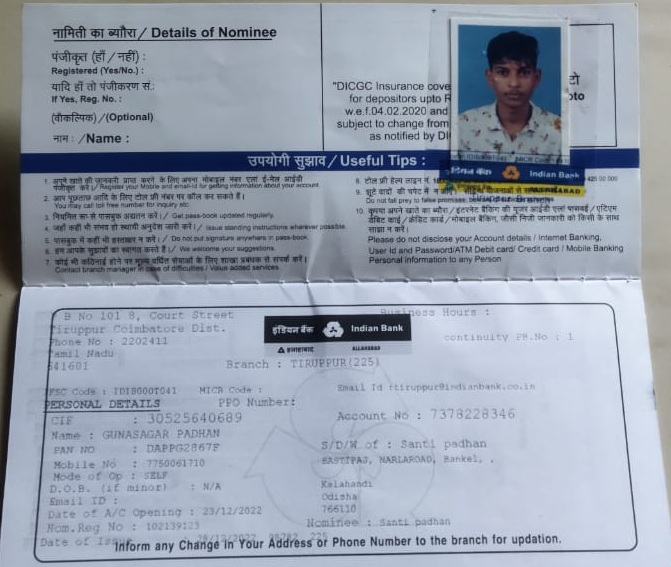 नामिती का ब्यौरा/ Details of Nominee
पंजीकृत (हाँ / नहीं) :
Registered (Yes/No.) :
यदि हाँ तो पंजीकरण सं:
If Yes, Reg. No. :
(वैकल्पिक) /(Optional)
नाम : /Name :
"DICGC Insurance cove
for depositors upto R
w.e.f.04.02.2020 and
subject to change from
as notified by DI
टो
oto
इंडियन बैंक Indian Bank
ALLAHABAD
उपयोगी सुझाव / Useful Tips :
1. अपने खाते की जानकारी प्राप्त करने के लिए अपना मोबाइल नंबर एवं ई-मेल आईडी
पंजीकृत करें।/ Register your Mobile and email-id for getting information about your account.
2. आप पूछताछ आदि के लिए टोल फ्री नंबर पर कॉल कर सकते हैं।
You may call toll free number for inquiry etc.
3. नियमित रूप से पासबुक अद्यतन करायें।/ Get pass-book updated regularly.
4. जहाँ कहीं भी संभव हो स्थायी अनुदेश जारी करें।/ Issue standing instructions wherever possible.
5. पासबुक में कहीं भी हस्ताक्षर न करें।/ Do not put signature anywhere in pass-book.
6. हम आपके सुझावों का स्वागत करते हैं।/ We welcome your suggestions.
7. कोई भी कठिनाई होने पर मूल्य वर्धित सेवाओं के लिए शाखा प्रबंधक से संपर्क करें।
Contact branch manager in case of difficulties / Value added services.
8. टोल फ्री हेल्प लाइन नं. 425 00 000
9. झूठे वादों की चपेट में न
Do not fall prey to false promises
10. कृपया अपने खाते का ब्यौरा / इंटरनेट बैंकिंग की यूजर आईडी एवं पासवर्ड/एटीएम
डेबिट कार्ड / क्रेडिट कार्ड / मोबाइल बैंकिंग, जैसी निजी जानकारी को किसी के साथ
साझा न करें।
Please do not disclose your Account details / Internet Banking,
User Id and Password/ATM Debit card/ Credit card / Mobile Banking
Personal information to any Person
B No 101 8, Court Street
Tiruppur Coimbatore Dist.
Phone No : 2202411
Tamil Nadu
641601
इंडियन बैंक Indian Bank
इलाहाबाद ALLAHABAD
Business Hours :
continuity PB.No : 1
Branch : TIRUPPUR(225)
IFSC Code : IDIB000T041 MICR Code :
Email Id :tiruppur@indianbank.co.in
PERSONAL DETAILS PPO Number:
CIF : 30525640689
Account No : 7378228346
Name : GUNASAGAR PADHAN
S/D/W of : Santi padhan
PAN NO : DAPPG2867F
BASTIPAS, NARLAROAD, Bankel, .
Mobile No : 7750061710
Mode of Op : SELF
Kalahandi
D.O.B. (if minor) : N/A
Odisha
Email ID :
766110
Date of A/C Opening : 23/12/2022
Nom.Reg No : 102139123
Nominee : Santi padhan
Date of Issue
Inform any Change in Your Address or Phone Number to the branch for updation.